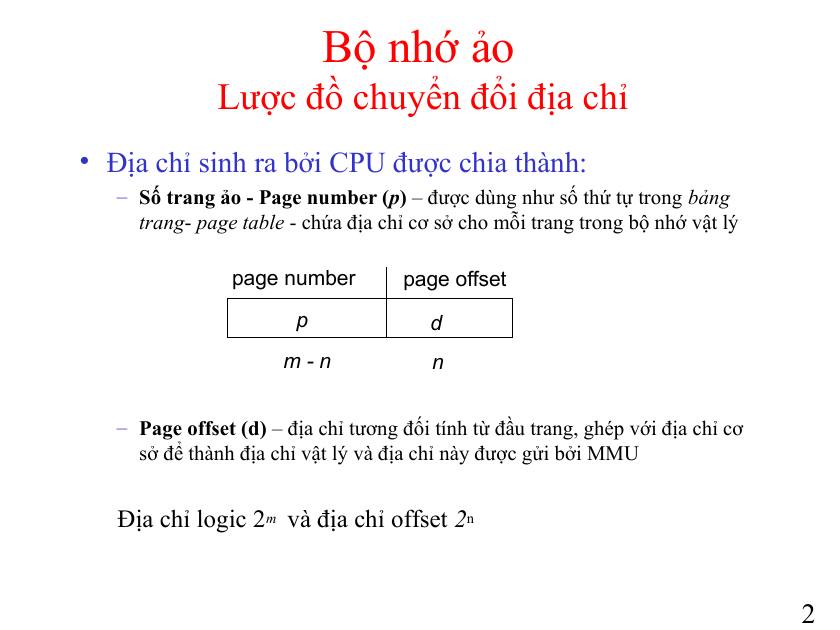 Bộ nhớ ảo
Lược đồ chuyển đổi địa chỉ
• Địa chỉ sinh ra bởi CPU được chia thành:
– Số trang ảo - Page number (p) – được dùng như số thứ tự trong bảng
trang- page table - chứa địa chỉ cơ sở cho mỗi trang trong bộ nhớ vật lý
page number page offset
p d
m - n n
– Page offset (d) – địa chỉ tương đối tính từ đầu trang, ghép với địa chỉ cơ
sở để thành địa chỉ vật lý và địa chỉ này được gửi bởi MMU
Địa chỉ logic 2ᵐ và địa chỉ offset 2ⁿ
2